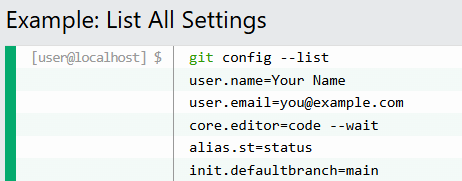 Example: List All Settings
[user@localhost] $ git config --list
user.name=Your Name
user.email=you@example.com
core.editor=code --wait
alias.st=status
init.defaultbranch=main